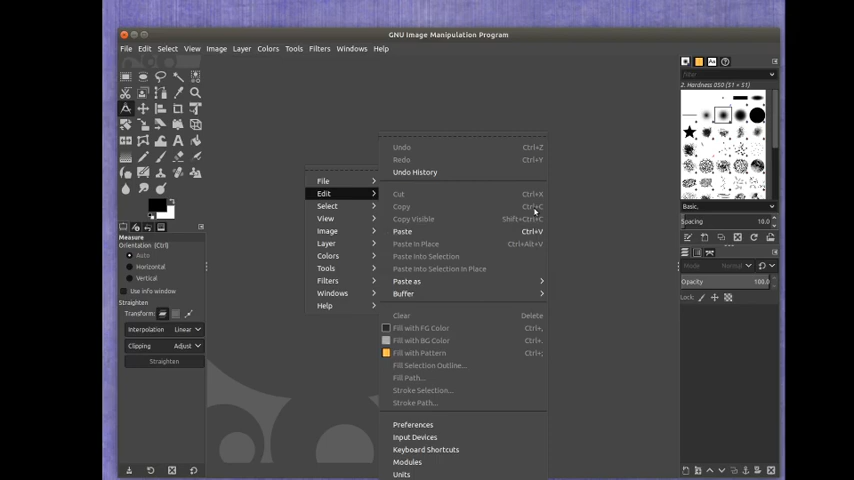 GNU Image Manipulation Program
File Edit Select View Image Layer Colors Tools Filters Windows Help
filter
2. Hardness 050 (51 × 51)
Basic,
Spacing 10.0
Mode Normal
Opacity 100.0
Lock:
Measure
Orientation (Ctrl)
Auto
Horizontal
Vertical
Use info window
Straighten
Transform:
Interpolation Linear
Clipping Adjust
Straighten
File
Edit
Select
View
Image
Layer
Colors
Tools
Filters
Windows
Help
Undo Ctrl+Z
Redo Ctrl+Y
Undo History
Cut Ctrl+X
Copy Ctrl+C
Copy Visible Shift+Ctrl+C
Paste Ctrl+V
Paste In Place Ctrl+Alt+V
Paste Into Selection
Paste Into Selection In Place
Paste as
Buffer
Clear Delete
Fill with FG Color Ctrl+,
Fill with BG Color Ctrl+.
Fill with Pattern Ctrl+;
Fill Selection Outline...
Fill Path...
Stroke Selection...
Stroke Path...
Preferences
Input Devices
Keyboard Shortcuts
Modules
Units